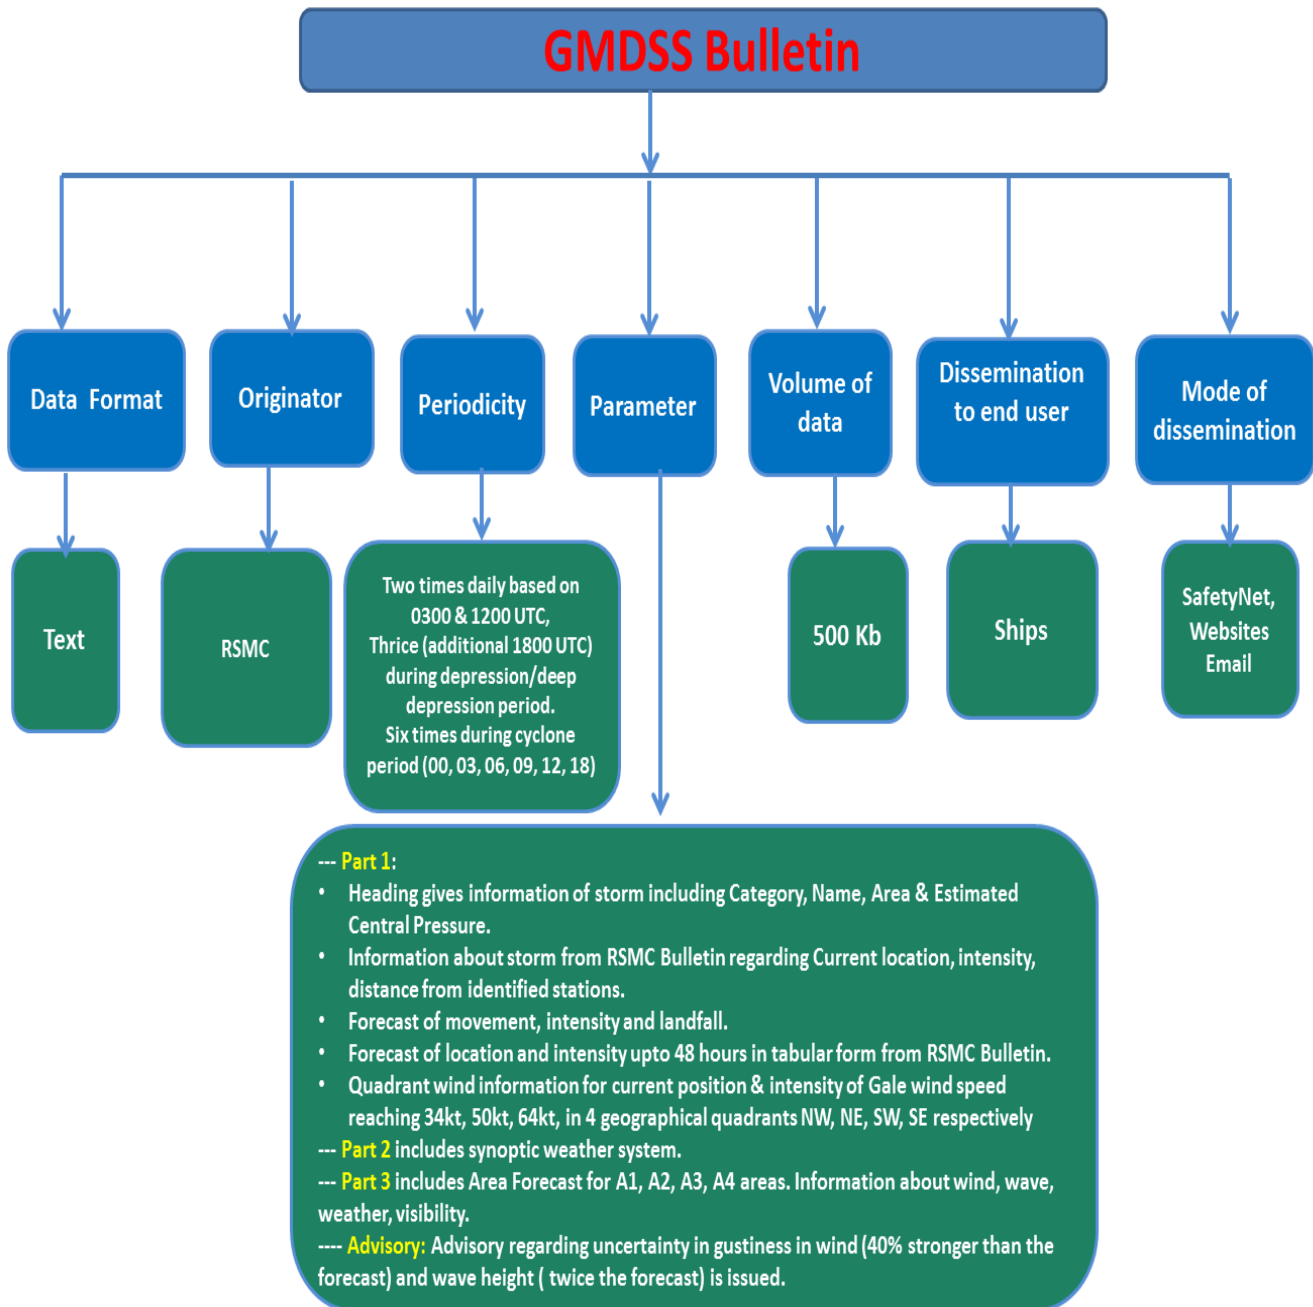 GMDSS Bulletin
Data Format
Originator
Periodicity
Parameter
Volume of
data
Dissemination
to end user
Mode of
dissemination
Text
RSMC
Two times daily based on
0300 & 1200 UTC,
Thrice (additional 1800 UTC)
during depression/deep
depression period.
Six times during cyclone
period (00, 03, 06, 09, 12, 18)
500 Kb
Ships
SafetyNet,
Websites
Email
--- Part 1:
• Heading gives information of storm including Category, Name, Area & Estimated
Central Pressure.
• Information about storm from RSMC Bulletin regarding Current location, intensity,
distance from identified stations.
• Forecast of movement, intensity and landfall.
• Forecast of location and intensity upto 48 hours in tabular form from RSMC Bulletin.
• Quadrant wind information for current position & intensity of Gale wind speed
reaching 34kt, 50kt, 64kt, in 4 geographical quadrants NW, NE, SW, SE respectively
--- Part 2 includes synoptic weather system.
--- Part 3 includes Area Forecast for A1, A2, A3, A4 areas. Information about wind, wave,
weather, visibility.
---- Advisory: Advisory regarding uncertainty in gustiness in wind (40% stronger than the
forecast) and wave height ( twice the forecast) is issued.